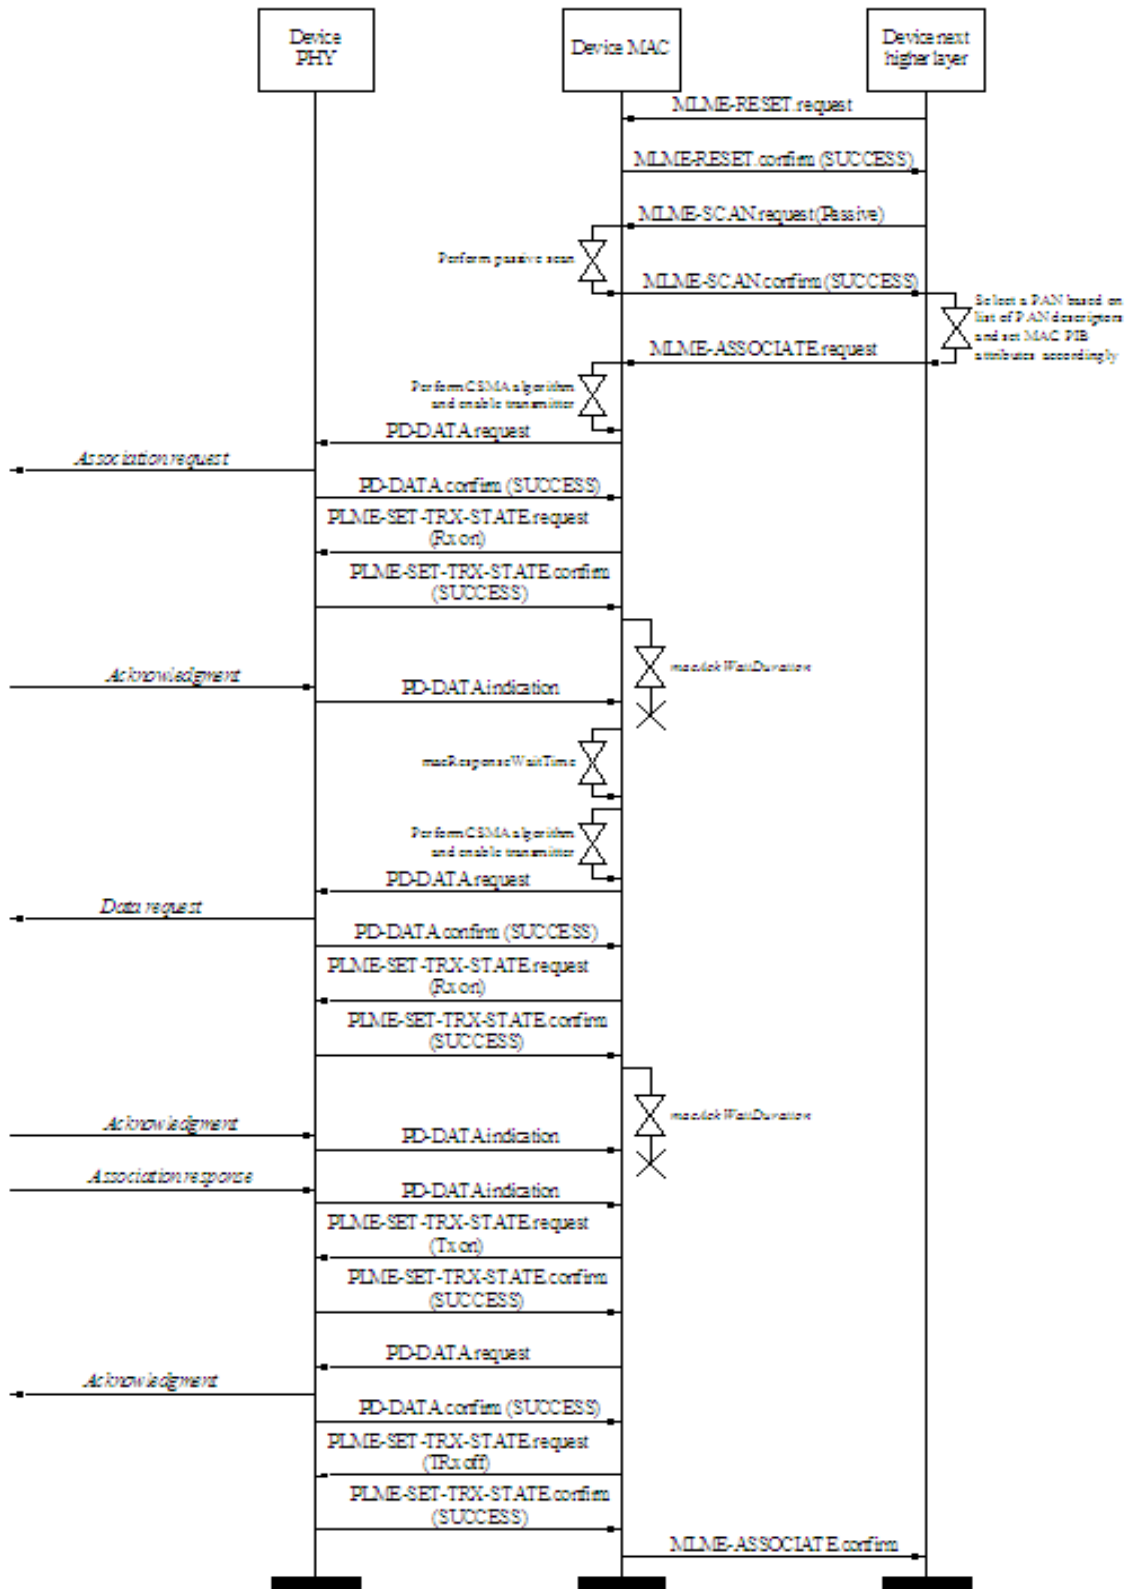 Device
PHY
Device MAC
Device next
higher layer
MLME-RESET.request
MLME-RESET.confirm (SUCCESS)
MLME-SCAN.request (Passive)
Perform passive scan
MLME-SCAN.confirm (SUCCESS)
Select a PAN based on
list of PAN descriptors
and set MAC PIB
attributes accordingly
MLME-ASSOCIATE.request
Perform CSMA algorithm
and enable transmitter
PD-DATA.request
Association request
PD-DATA.confirm (SUCCESS)
PLME-SET-TRX-STATE.request
(Rx on)
PLME-SET-TRX-STATE.confirm
(SUCCESS)
macAckWaitDuration
Acknowledgment
PD-DATA.indication
macResponseWaitTime
Perform CSMA algorithm
and enable transmitter
PD-DATA.request
Data request
PD-DATA.confirm (SUCCESS)
PLME-SET-TRX-STATE.request
(Rx on)
PLME-SET-TRX-STATE.confirm
(SUCCESS)
macAckWaitDuration
Acknowledgment
PD-DATA.indication
Association response
PD-DATA.indication
PLME-SET-TRX-STATE.request
(Tx on)
PLME-SET-TRX-STATE.confirm
(SUCCESS)
PD-DATA.request
Acknowledgment
PD-DATA.confirm (SUCCESS)
PLME-SET-TRX-STATE.request
(TRx off)
PLME-SET-TRX-STATE.confirm
(SUCCESS)
MLME-ASSOCIATE.confirm